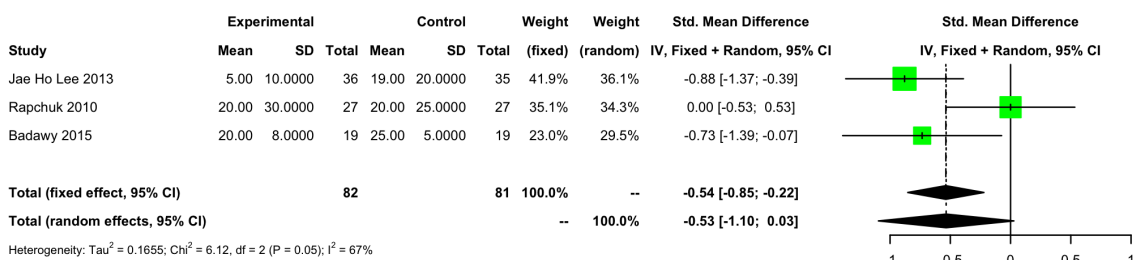 Experimental Control Weight Weight Std. Mean Difference Std. Mean Difference
Study Mean SD Total Mean SD Total (fixed) (random) IV, Fixed + Random, 95% CI IV, Fixed + Random, 95% CI
Jae Ho Lee 2013 5.00 10.0000 36 19.00 20.0000 35 41.9% 36.1% -0.88 [-1.37; -0.39]
Rapchuk 2010 20.00 30.0000 27 20.00 25.0000 27 35.1% 34.3% 0.00 [-0.53; 0.53]
Badawy 2015 20.00 8.0000 19 25.00 5.0000 19 23.0% 29.5% -0.73 [-1.39; -0.07]
Total (fixed effect, 95% CI) 82 81 100.0% -- -0.54 [-0.85; -0.22]
Total (random effects, 95% CI) -- 100.0% -0.53 [-1.10; 0.03]
Heterogeneity: Tau² = 0.1655; Chi² = 6.12, df = 2 (P = 0.05); I² = 67%
-1 -0.5 0 0.5 1